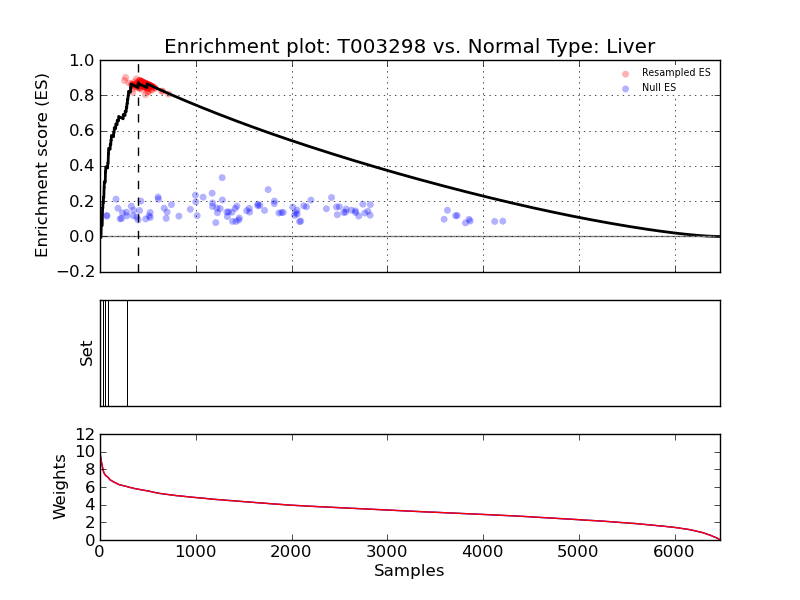 Enrichment plot: T003298 vs. Normal Type: Liver
1.0
0.8
0.6
0.4
0.2
0.0
−0.2
Enrichment score (ES)
Resampled ES
Null ES
Set
12
10
8
6
4
2
0
Weights
0 1000 2000 3000 4000 5000 6000
Samples